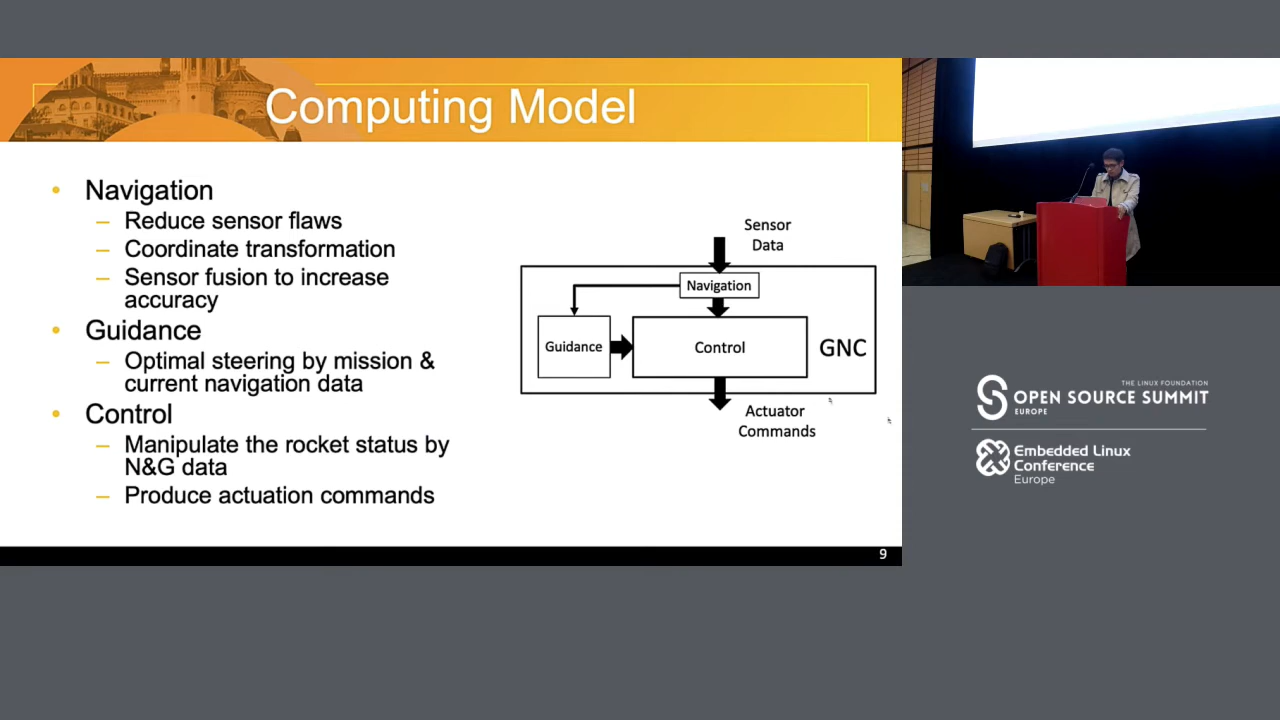 Computing Model
• Navigation
– Reduce sensor flaws
– Coordinate transformation
– Sensor fusion to increase
accuracy
• Guidance
– Optimal steering by mission &
current navigation data
• Control
– Manipulate the rocket status by
N&G data
– Produce actuation commands
Sensor
Data
Navigation
Guidance
Control
GNC
Actuator
Commands
9
THE LINUX FOUNDATION
OPEN SOURCE SUMMIT
EUROPE
Embedded Linux
Conference
Europe